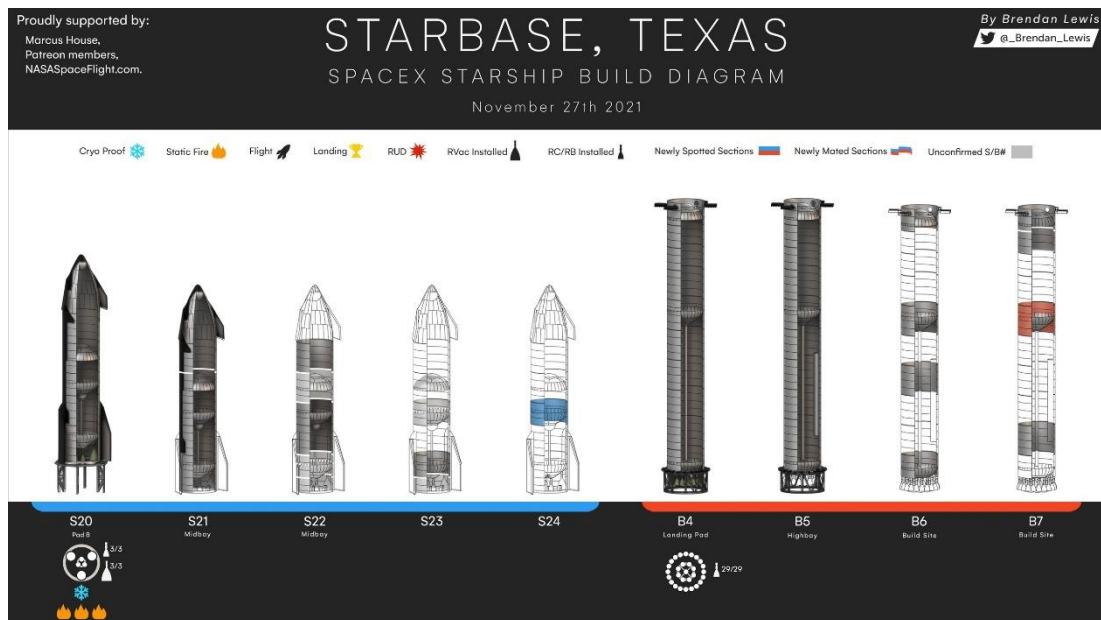 Proudly supported by:
Marcus House,
Patreon members,
NASASpaceFlight.com.
STARBASE, TEXAS
SPACEX STARSHIP BUILD DIAGRAM
November 27th 2021
By Brendan Lewis
@_Brendan_Lewis
Cryo Proof
Static Fire
Flight
Landing
RUD
RVac Installed
RC/RB Installed
Newly Spotted Sections
Newly Mated Sections
Unconfirmed S/B#
S20
Pad B
S21
Midbay
S22
Midbay
S23
S24
B4
Landing Pad
B5
Highbay
B6
Build Site
B7
Build Site
3/3
3/3
29/29